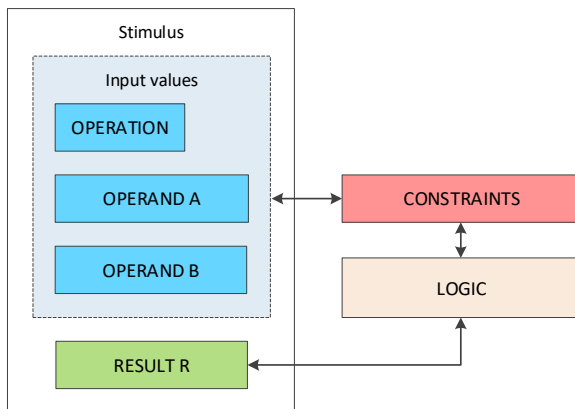 Stimulus
Input values
OPERATION
OPERAND A
OPERAND B
RESULT R
CONSTRAINTS
LOGIC